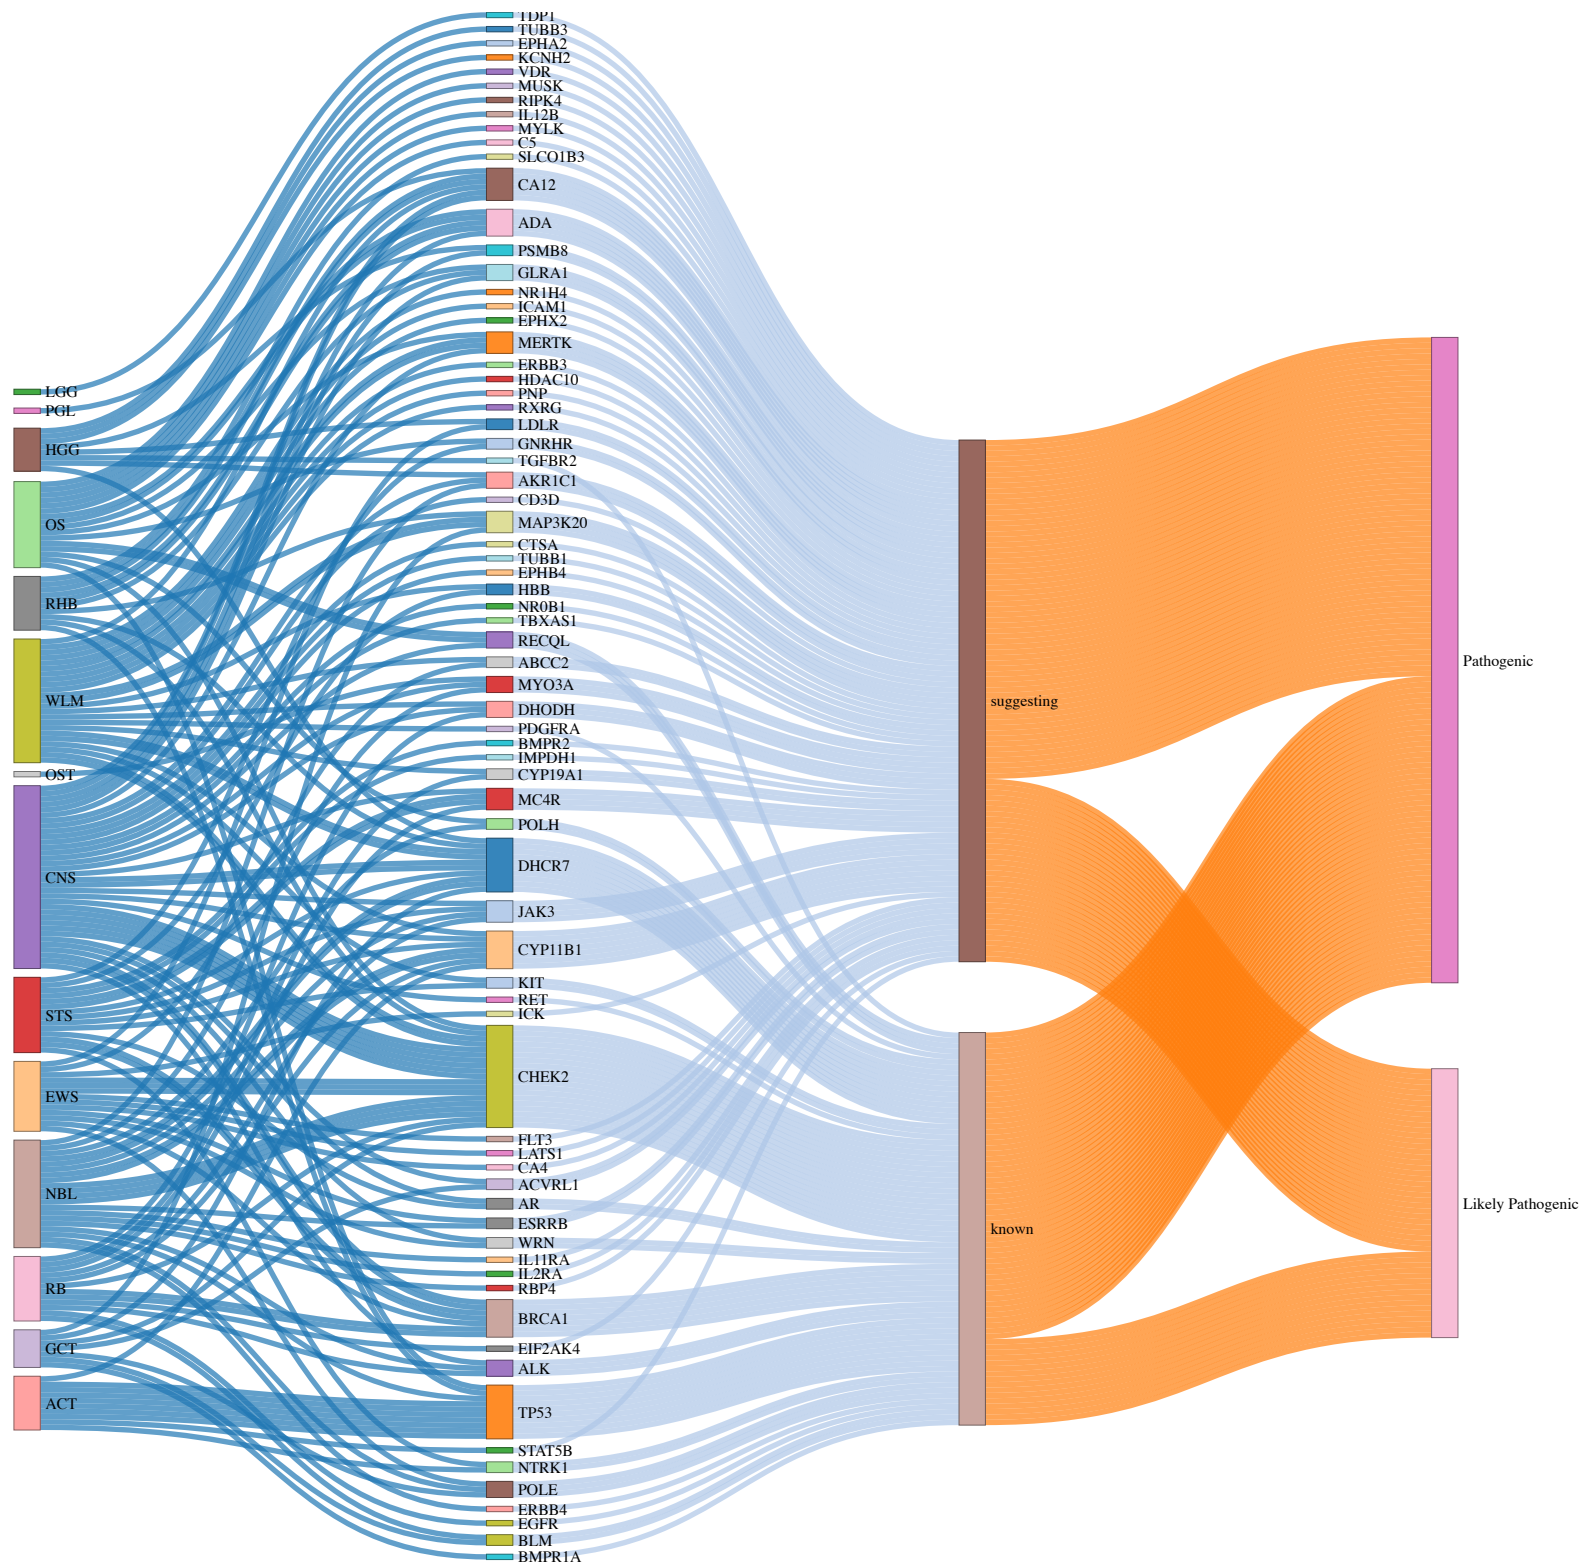 LGG
PGL
HGG
OS
RHB
WLM
OST
CNS
STS
EWS
NBL
RB
GCT
ACT
TDP1
TUBB3
EPHA2
KCNH2
VDR
MUSK
RIPK4
IL12B
MYLK
C5
SLCO1B3
CA12
ADA
PSMB8
GLRA1
NR1H4
ICAM1
EPHX2
MERTK
ERBB3
HDAC10
PNP
RXRG
LDLR
GNRHR
TGFBR2
AKR1C1
CD3D
MAP3K20
CTSA
TUBB1
EPHB4
HBB
NR0B1
TBXAS1
RECQL
ABCC2
MYO3A
DHODH
PDGFRA
BMPR2
IMPDH1
CYP19A1
MC4R
POLH
DHCR7
JAK3
CYP11B1
KIT
RET
ICK
CHEK2
FLT3
LATS1
CA4
ACVRL1
AR
ESRRB
WRN
IL11RA
IL2RA
RBP4
BRCA1
EIF2AK4
ALK
TP53
STAT5B
NTRK1
POLE
ERBB4
EGFR
BLM
BMPR1A
suggesting
known
Pathogenic
Likely Pathogenic